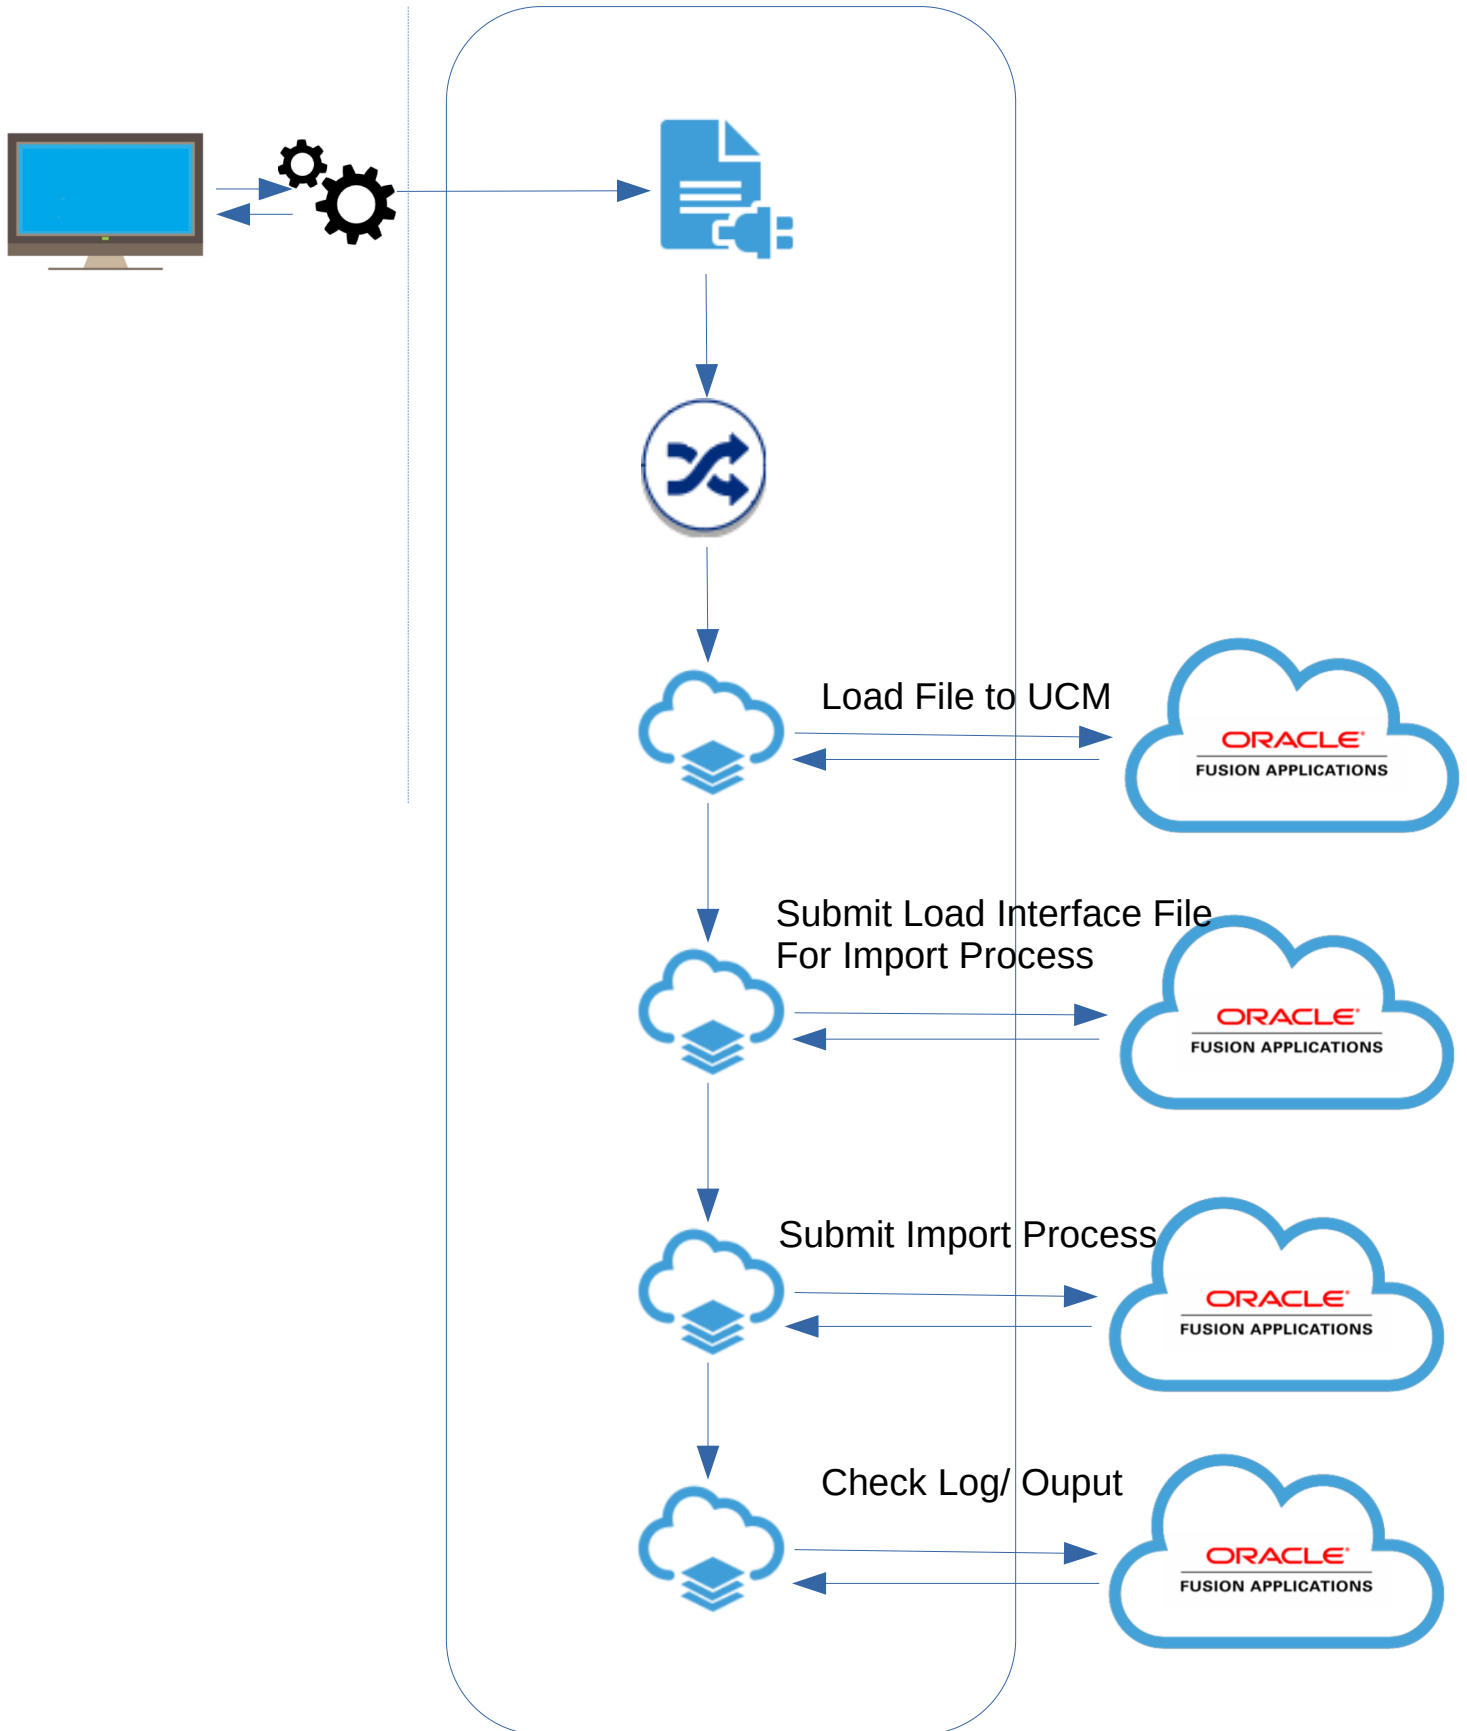 Load File to UCM
ORACLE
FUSION APPLICATIONS
Submit Load Interface File
For Import Process
ORACLE
FUSION APPLICATIONS
Submit Import Process
ORACLE
FUSION APPLICATIONS
Check Log/ Ouput
ORACLE
FUSION APPLICATIONS